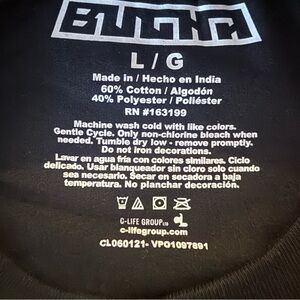 L / G
Made in / Hecho en India
60% Cotton / Algodón
40% Polyester / Poliéster
RN #163199
Machine wash cold with like colors.
Gentle Cycle. Only non-chlorine bleach when
needed. Tumble dry low - remove promptly.
Do not iron decorations.
Lavar en agua fría con colores similares. Ciclo
delicado. Usar blanqueador sin cloro solo cuando
sea necesario. Secar en secadora a baja
temperatura. No planchar decoración.
C-LIFE GROUP LTD CL
c-lifegroup.com
CL060121- VPO1097891